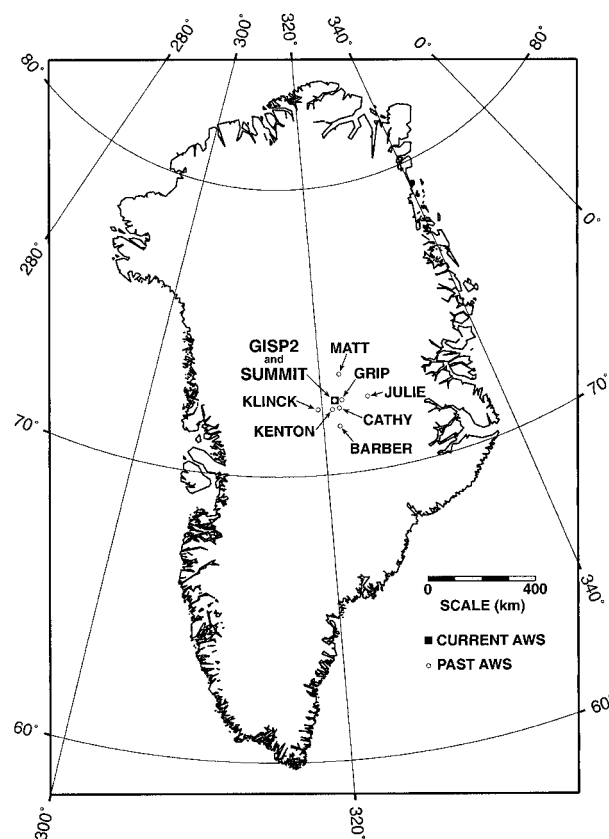 280°
300°
320°
340°
0°
80°
80°
280°
0°
GISP2
and
SUMMIT
MATT
GRIP
JULIE
KLINCK
CATHY
KENTON
BARBER
70°
70°
340°
0
400
SCALE (km)
CURRENT AWS
PAST AWS
60°
60°
300°
320°